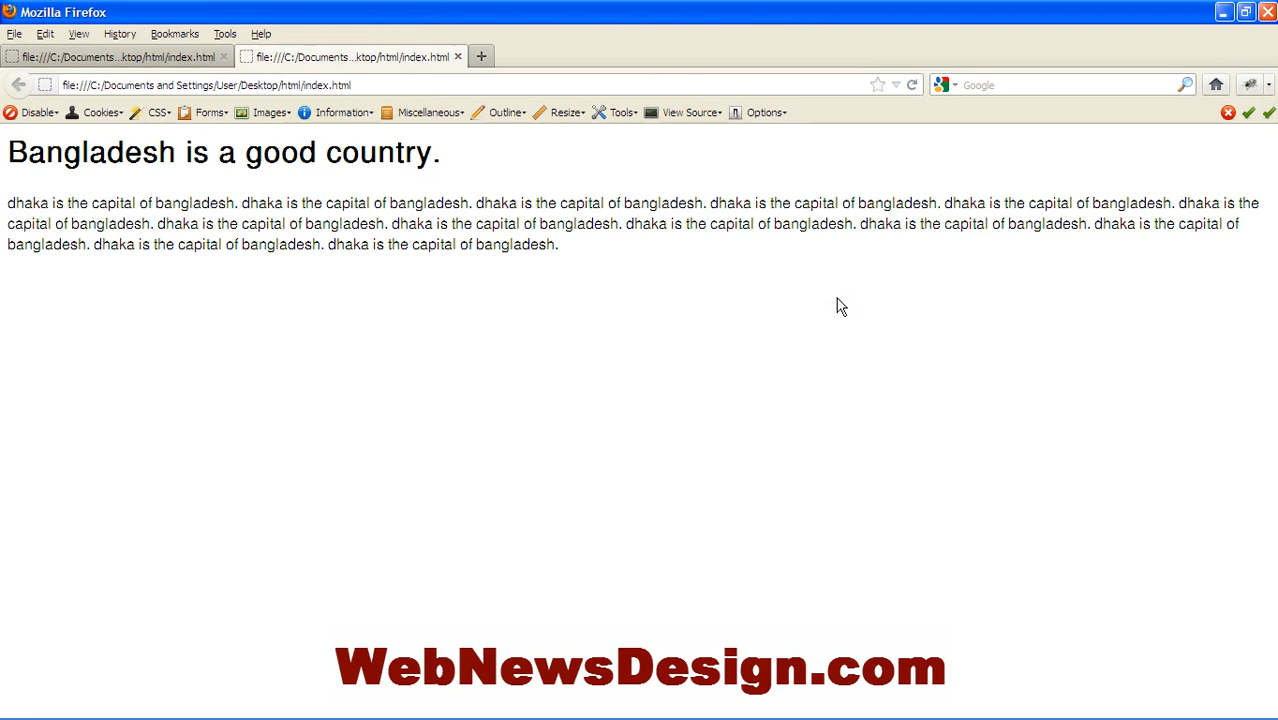 Mozilla Firefox
File Edit View History Bookmarks Tools Help
file:///C:/Documents...ktop/html/index.html file:///C:/Documents...ktop/html/index.html
file:///C:/Documents and Settings/User/Desktop/html/index.html Google
Disable Cookies CSS Forms Images Information Miscellaneous Outline Resize Tools View Source Options
Bangladesh is a good country.
dhaka is the capital of bangladesh. dhaka is the capital of bangladesh. dhaka is the capital of bangladesh. dhaka is the capital of bangladesh. dhaka is the capital of bangladesh. dhaka is the
capital of bangladesh. dhaka is the capital of bangladesh. dhaka is the capital of bangladesh. dhaka is the capital of bangladesh. dhaka is the capital of bangladesh. dhaka is the capital of
bangladesh. dhaka is the capital of bangladesh. dhaka is the capital of bangladesh.
WebNewsDesign.com